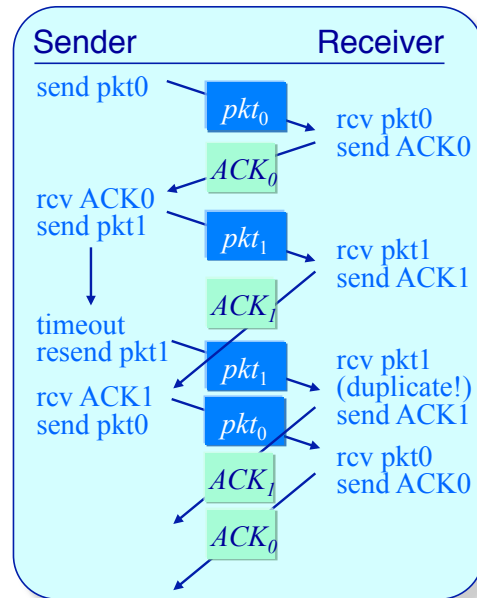 Sender Receiver
send pkt0
pkt0
rcv pkt0
send ACK0
ACK0
rcv ACK0
send pkt1
pkt1
rcv pkt1
send ACK1
ACK1
timeout
resend pkt1
pkt1
rcv pkt1
(duplicate!)
send ACK1
rcv ACK1
send pkt0
pkt0
rcv pkt0
send ACK0
ACK1
ACK0